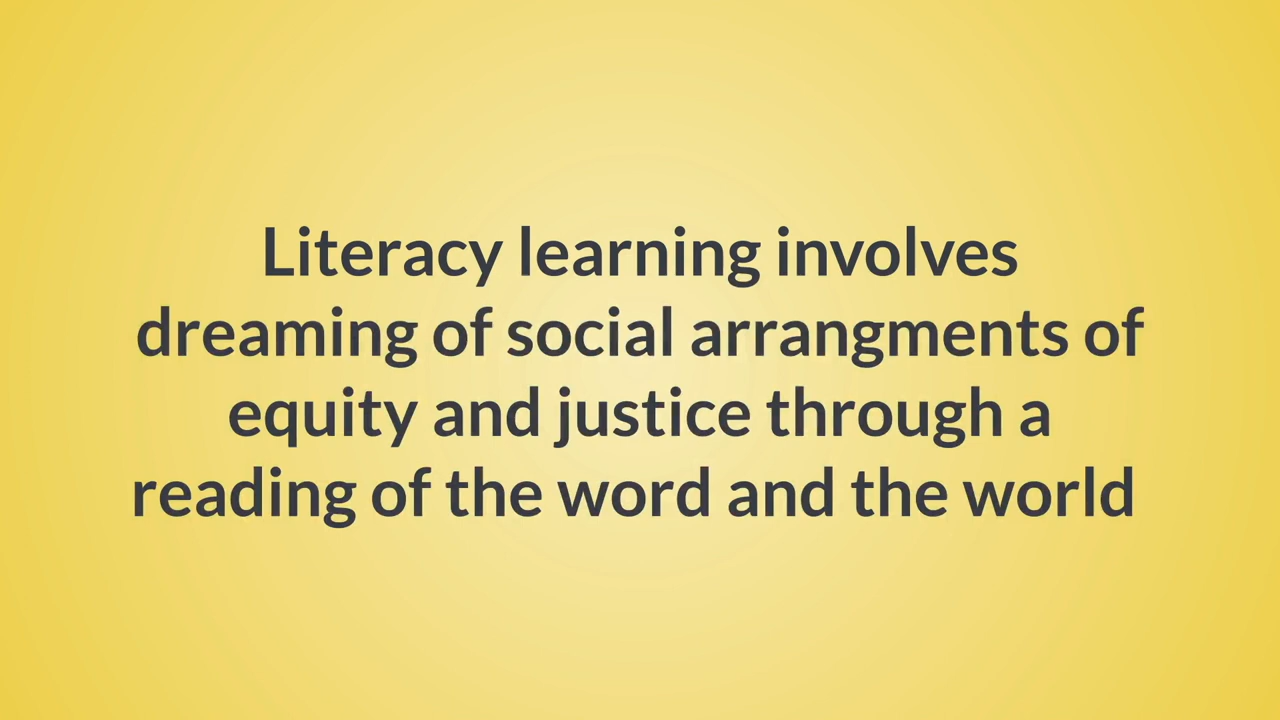 Literacy learning involves
dreaming of social arrangments of
equity and justice through a
reading of the word and the world